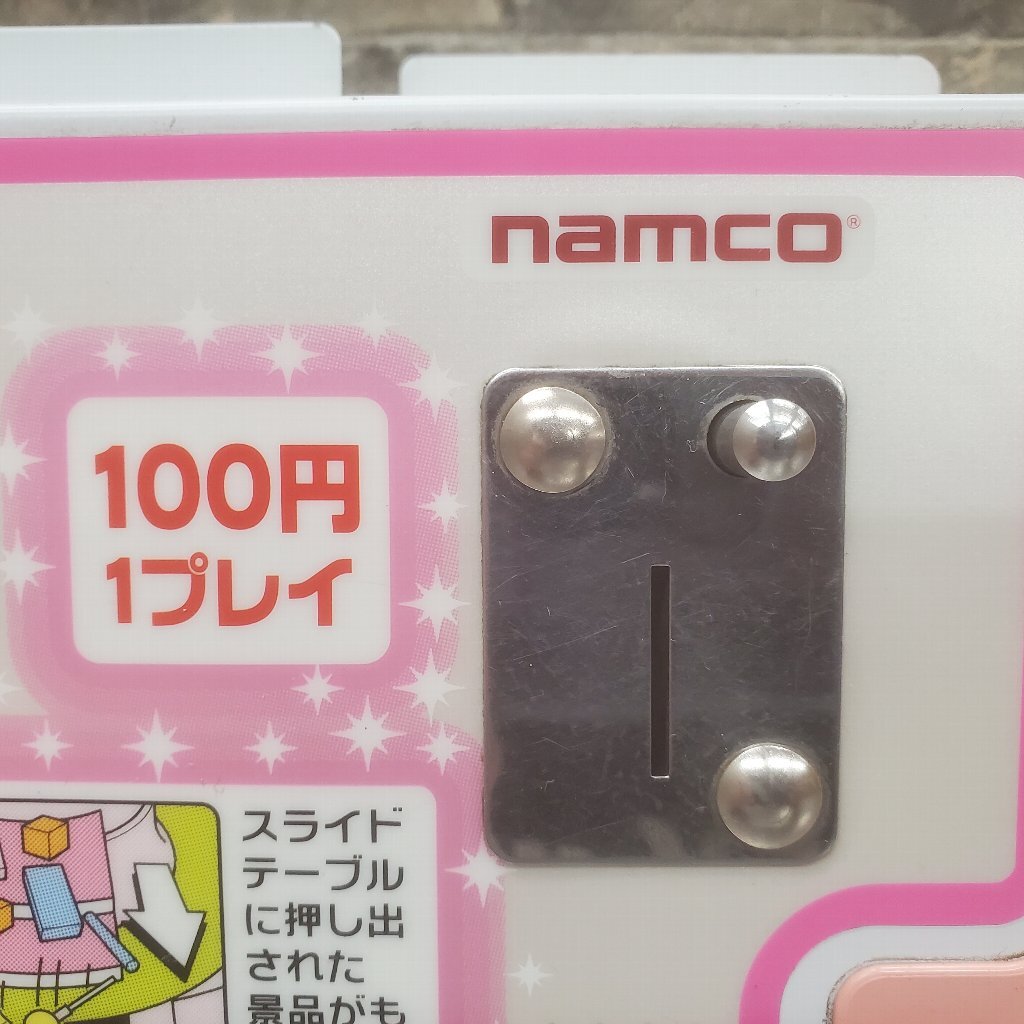 namco®
100円
1プレイ
スライド
テーブル
に押し出
された
景品がも